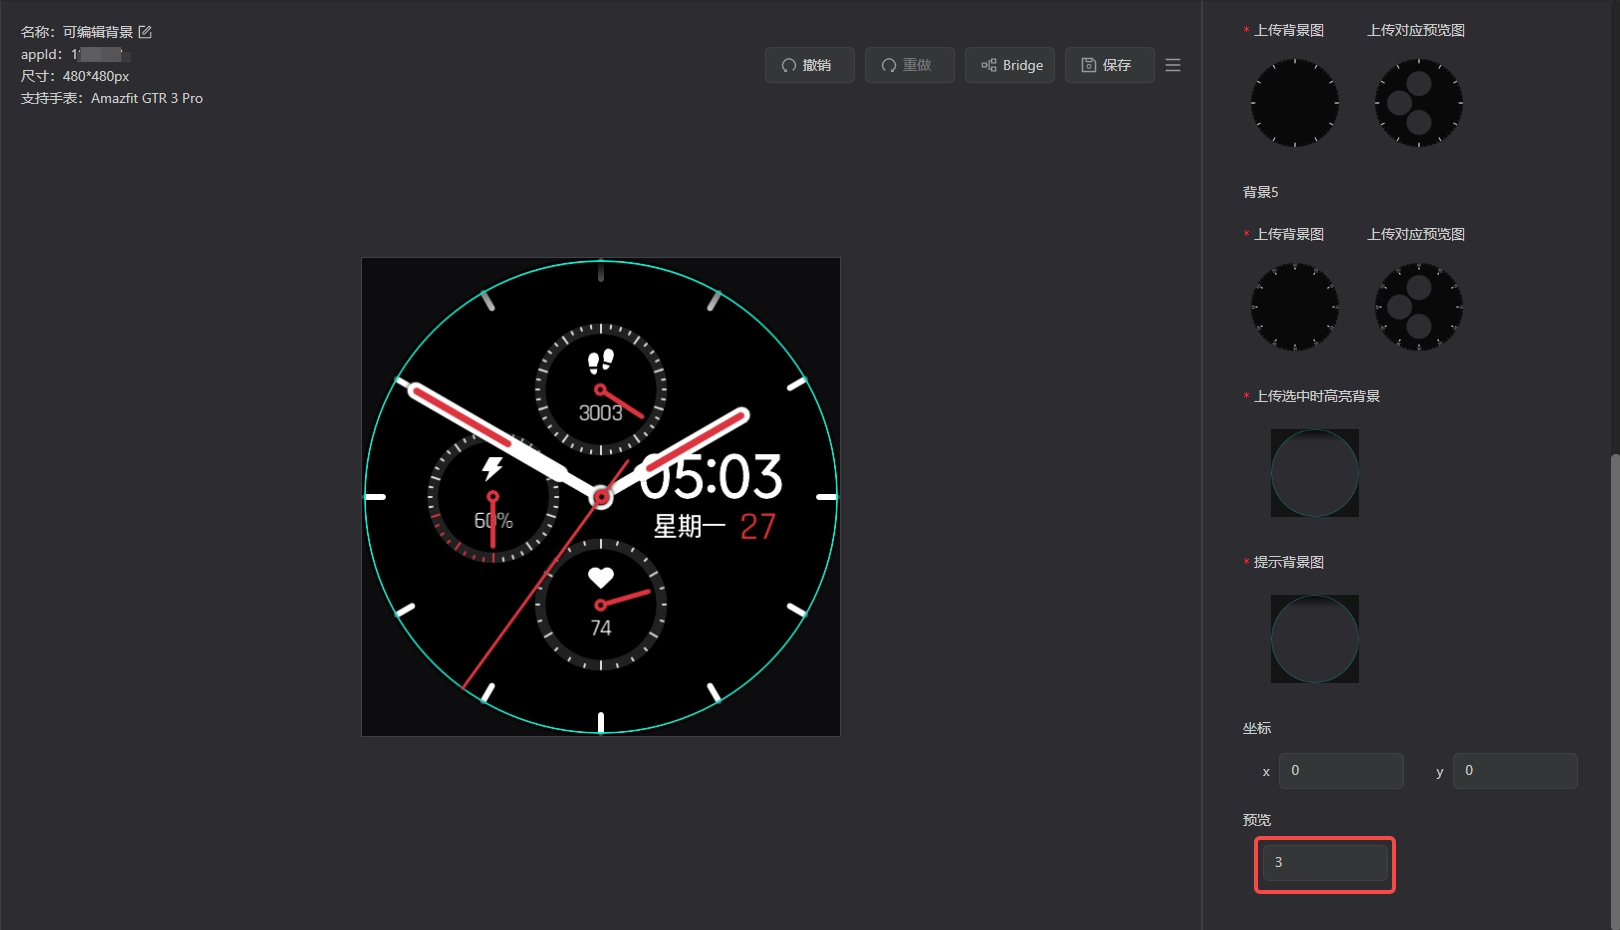 名称：可编辑背景
appId：1
尺寸：480*480px
支持手表：Amazfit GTR 3 Pro
撤销
重做
Bridge
保存
3003
60%
05:03
星期一 27
74
* 上传背景图 上传对应预览图
背景5
* 上传背景图 上传对应预览图
* 上传选中时高亮背景
* 提示背景图
坐标
x 0 y 0
预览
3